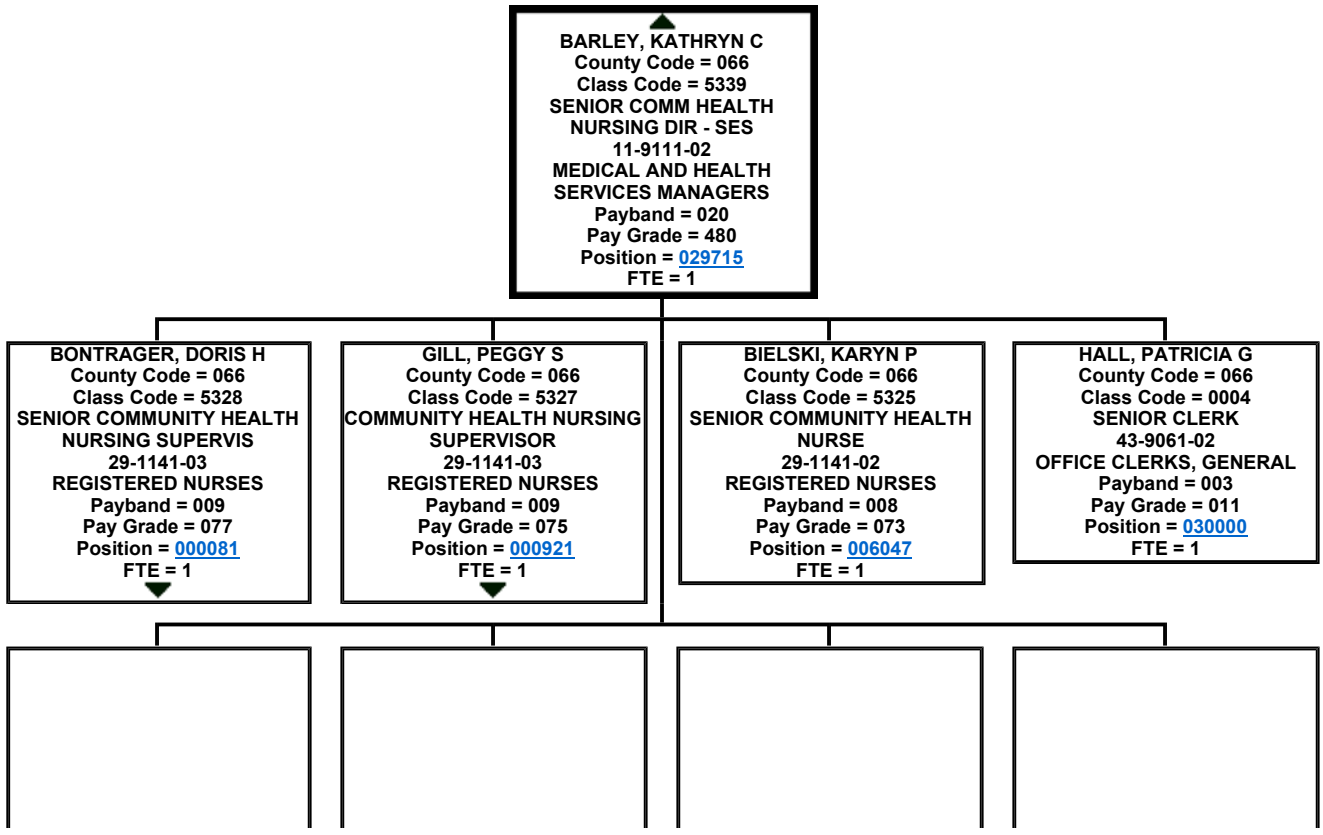 BARLEY, KATHRYN C
County Code = 066
Class Code = 5339
SENIOR COMM HEALTH
NURSING DIR - SES
11-9111-02
MEDICAL AND HEALTH
SERVICES MANAGERS
Payband = 020
Pay Grade = 480
Position = 029715
FTE = 1
BONTRAGER, DORIS H
County Code = 066
Class Code = 5328
SENIOR COMMUNITY HEALTH
NURSING SUPERVIS
29-1141-03
REGISTERED NURSES
Payband = 009
Pay Grade = 077
Position = 000081
FTE = 1
GILL, PEGGY S
County Code = 066
Class Code = 5327
COMMUNITY HEALTH NURSING
SUPERVISOR
29-1141-03
REGISTERED NURSES
Payband = 009
Pay Grade = 075
Position = 000921
FTE = 1
BIELSKI, KARYN P
County Code = 066
Class Code = 5325
SENIOR COMMUNITY HEALTH
NURSE
29-1141-02
REGISTERED NURSES
Payband = 008
Pay Grade = 073
Position = 006047
FTE = 1
HALL, PATRICIA G
County Code = 066
Class Code = 0004
SENIOR CLERK
43-9061-02
OFFICE CLERKS, GENERAL
Payband = 003
Pay Grade = 011
Position = 030000
FTE = 1